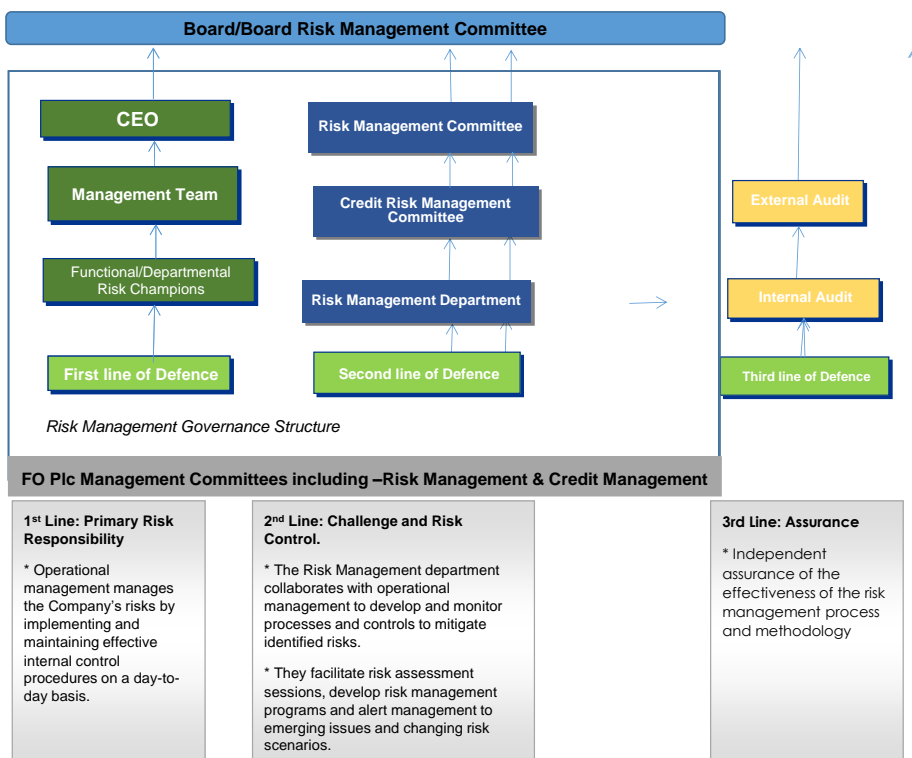 Board/Board Risk Management Committee
CEO
Management Team
Functional/Departmental
Risk Champions
First line of Defence
Risk Management Committee
Credit Risk Management
Committee
Risk Management Department
Second line of Defence
External Audit
Internal Audit
Third line of Defence
Risk Management Governance Structure
FO Plc Management Committees including –Risk Management & Credit Management
1st Line: Primary Risk
Responsibility
* Operational
management manages
the Company’s risks by
implementing and
maintaining effective
internal control
procedures on a day-to-
day basis.
2nd Line: Challenge and Risk
Control.
* The Risk Management department
collaborates with operational
management to develop and monitor
processes and controls to mitigate
identified risks.
* They facilitate risk assessment
sessions, develop risk management
programs and alert management to
emerging issues and changing risk
scenarios.
3rd Line: Assurance
* Independent
assurance of the
effectiveness of the risk
management process
and methodology